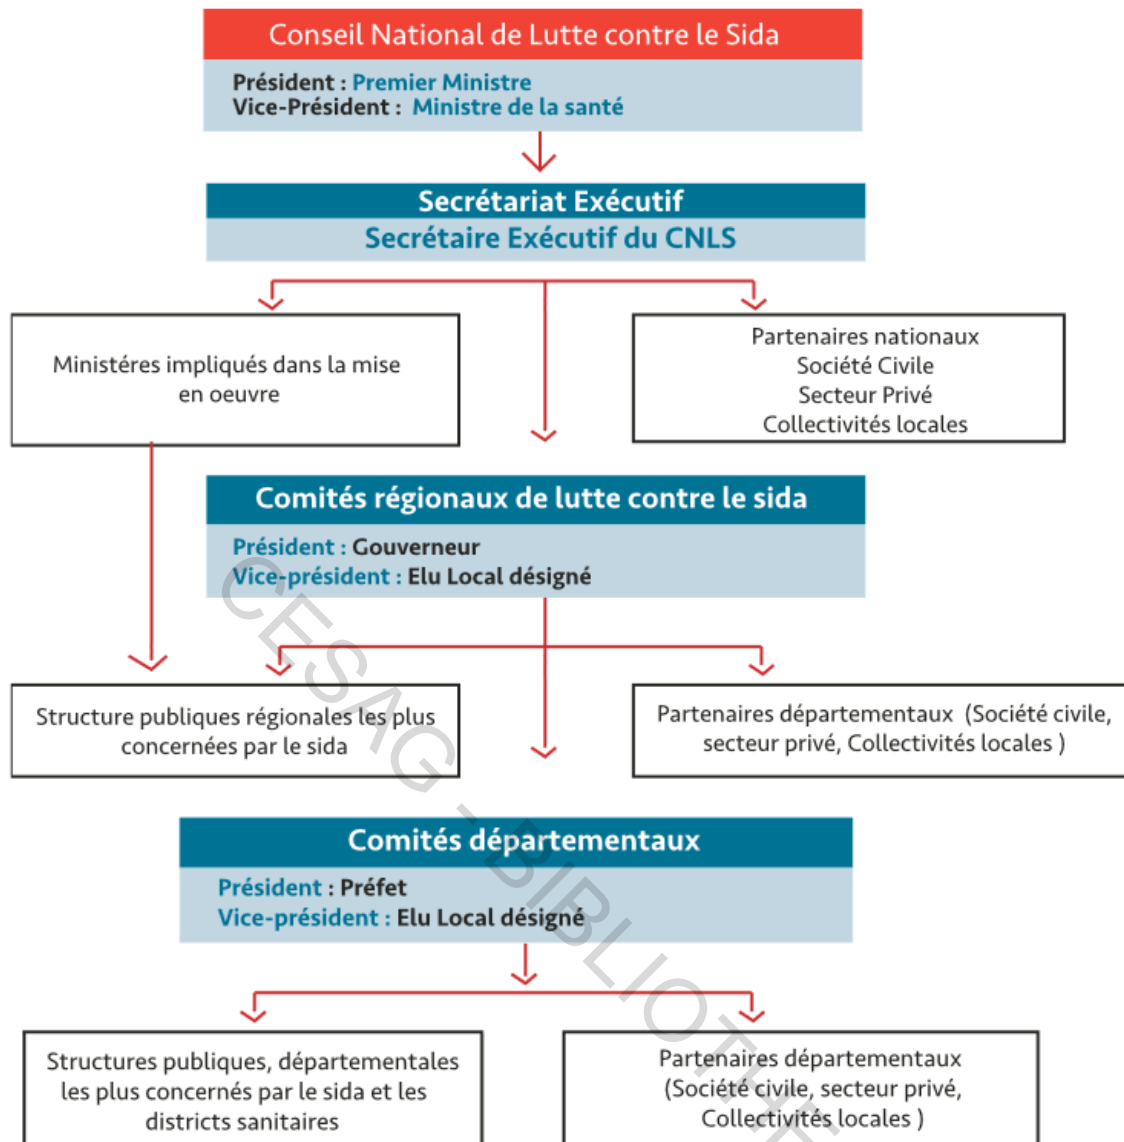 Conseil National de Lutte contre le Sida
Président : Premier Ministre
Vice-Président : Ministre de la santé
Secrétariat Exécutif
Secrétaire Exécutif du CNLS
Ministéres impliqués dans la mise
en oeuvre
Partenaires nationaux
Société Civile
Secteur Privé
Collectivités locales
Comités régionaux de lutte contre le sida
Président : Gouverneur
Vice-président : Elu Local désigné
Structure publiques régionales les plus
concernées par le sida
Partenaires départementaux (Société civile,
secteur privé, Collectivités locales )
Comités départementaux
Président : Préfet
Vice-président : Elu Local désigné
Structures publiques, départementales
les plus concernés par le sida et les
districts sanitaires
Partenaires départementaux
(Société civile, secteur privé,
Collectivités locales )
CESAG - BIBLIOTHE